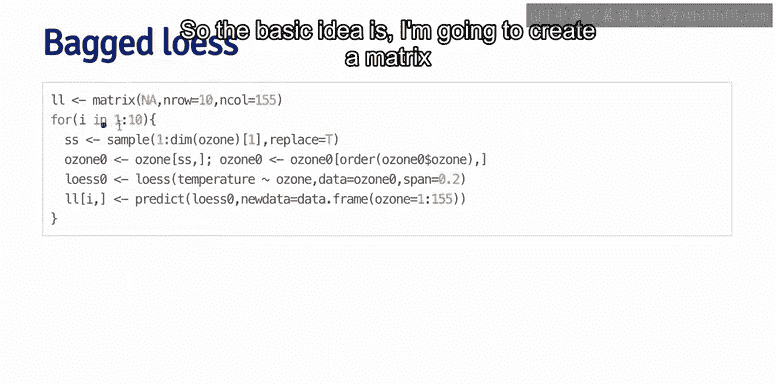 So the basic idea is, I'm going to create
a matrix
Bagged loess
ll <- matrix(NA,nrow=10,ncol=155)
for(i in 1:10){
ss <- sample(1:dim(ozone)[1],replace=T)
ozone0 <- ozone[ss,]; ozone0 <- ozone0[order(ozone0$ozone),]
loess0 <- loess(temperature ~ ozone,data=ozone0,span=0.2)
ll[i,] <- predict(loess0,newdata=data.frame(ozone=1:155))
}